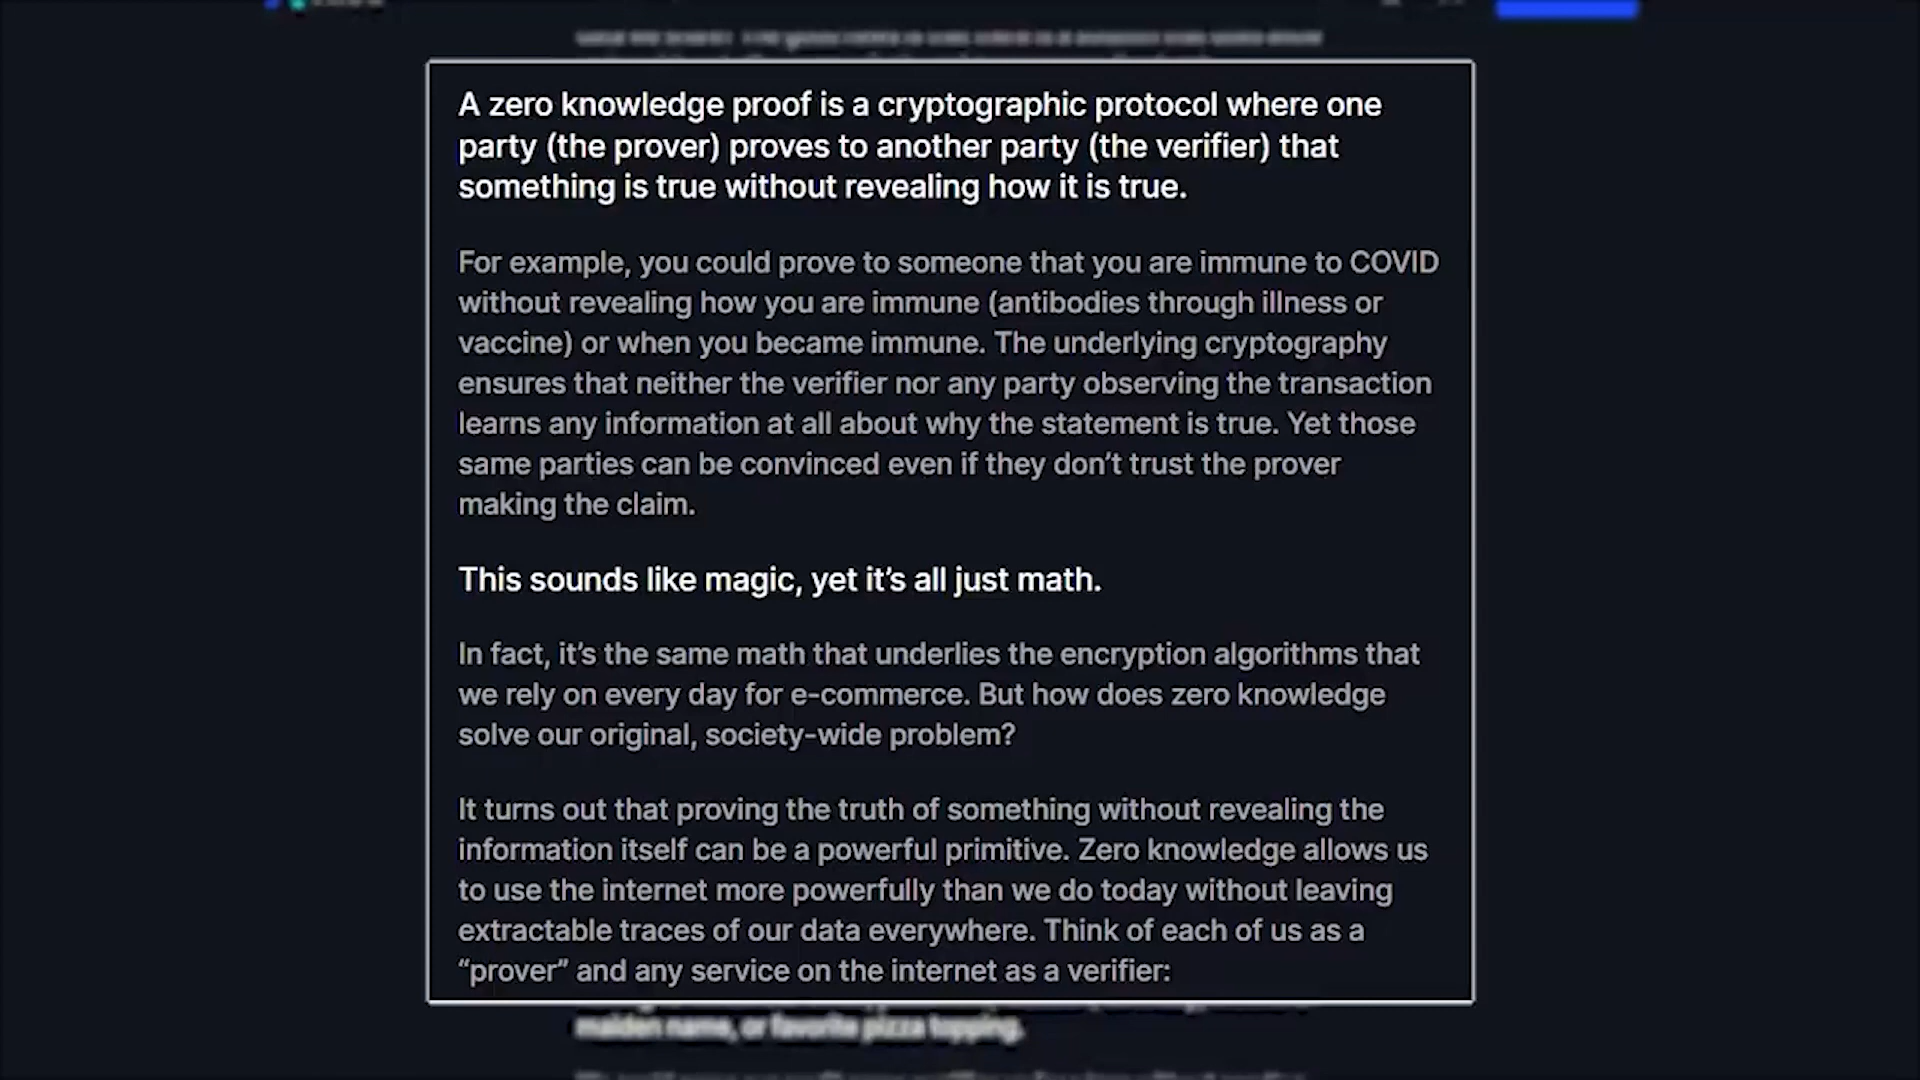 A zero knowledge proof is a cryptographic protocol where one
party (the prover) proves to another party (the verifier) that
something is true without revealing how it is true.
For example, you could prove to someone that you are immune to COVID
without revealing how you are immune (antibodies through illness or
vaccine) or when you became immune. The underlying cryptography
ensures that neither the verifier nor any party observing the transaction
learns any information at all about why the statement is true. Yet those
same parties can be convinced even if they don’t trust the prover
making the claim.
This sounds like magic, yet it’s all just math.
In fact, it’s the same math that underlies the encryption algorithms that
we rely on every day for e-commerce. But how does zero knowledge
solve our original, society-wide problem?
It turns out that proving the truth of something without revealing the
information itself can be a powerful primitive. Zero knowledge allows us
to use the internet more powerfully than we do today without leaving
extractable traces of our data everywhere. Think of each of us as a
“prover” and any service on the internet as a verifier:
maiden name, or favorite pizza topping.